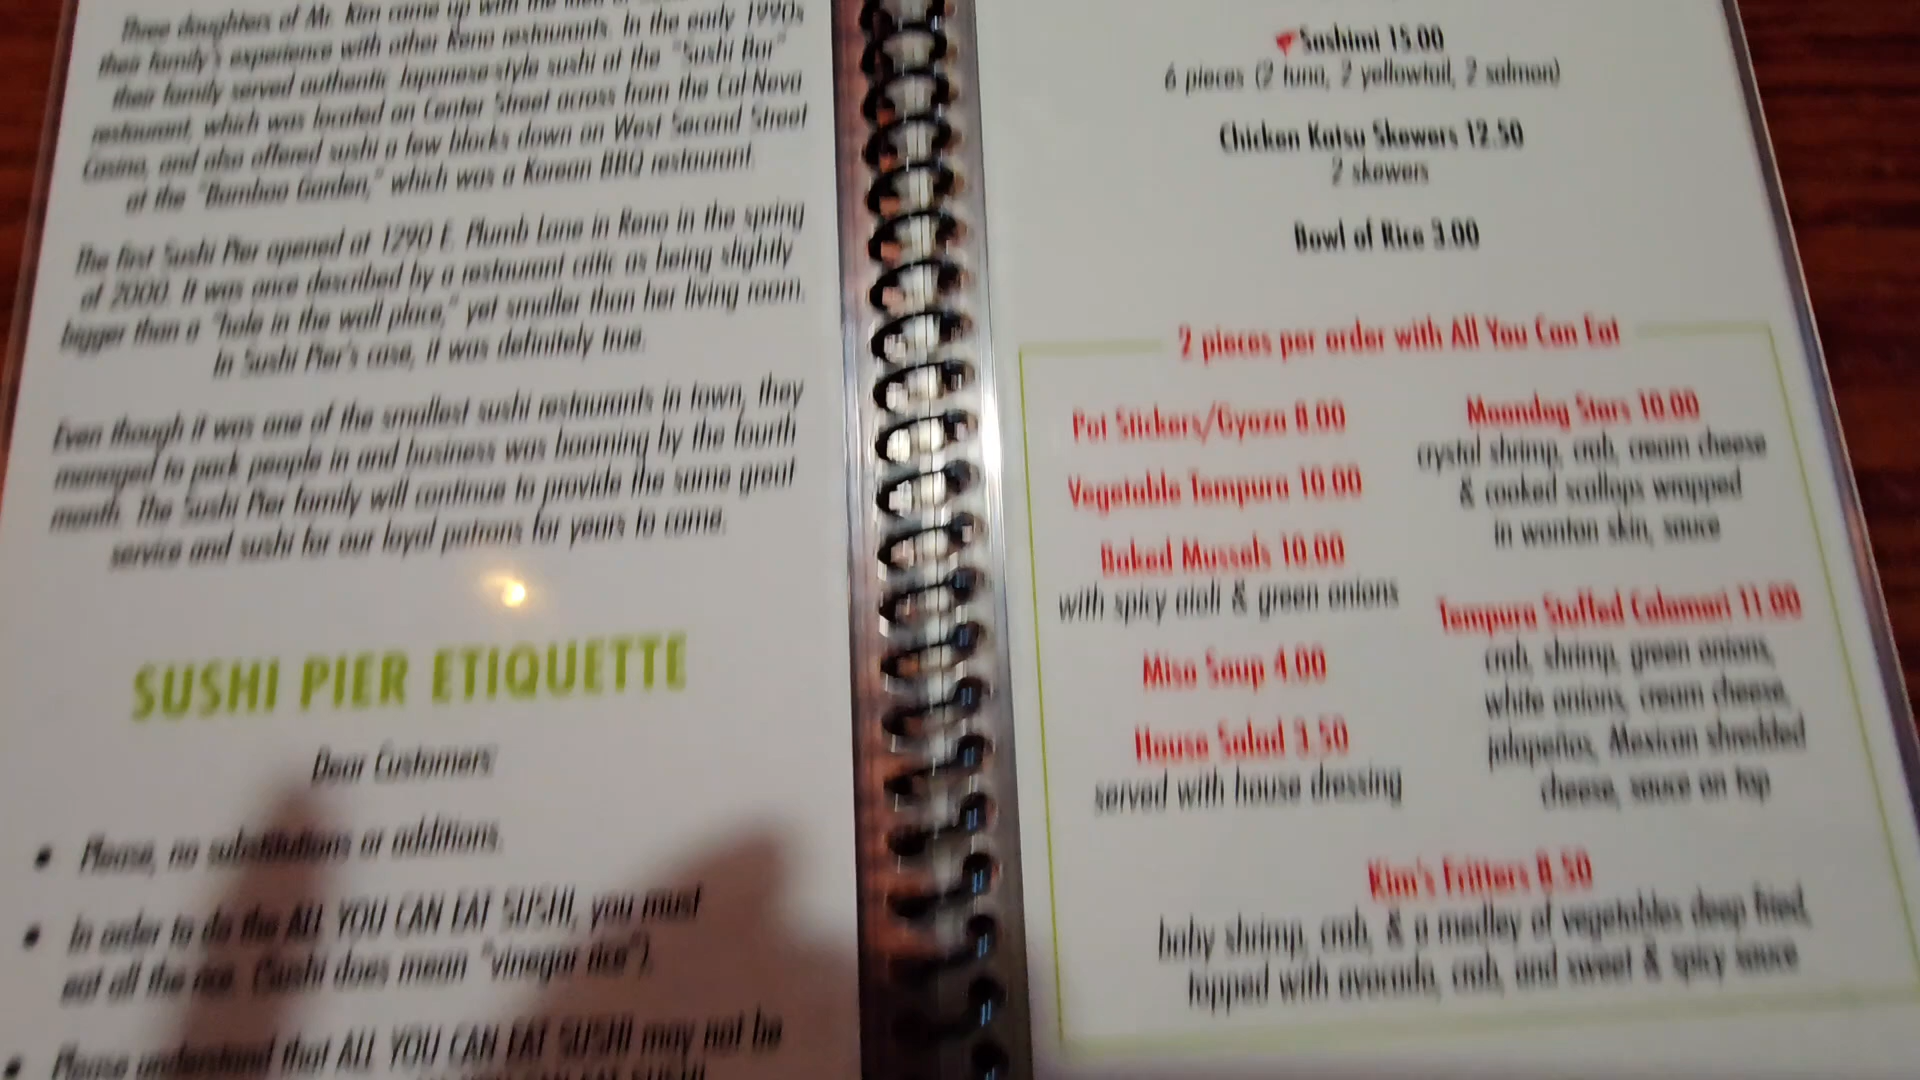 Three daughters of Mr. Kim came up with the idea of
their family's experience with other Reno restaurants. In the early 1990s
their family served authentic Japanese-style sushi at the "Sushi Bar"
restaurant, which was located on Center Street across from the Cal-Neva
Casino, and also offered sushi a few blocks down on West Second Street
at the "Bamboo Garden," which was a Korean BBQ restaurant.
The first Sushi Pier opened at 1290 E. Plumb Lane in Reno in the spring
of 2000. It was once described by a restaurant critic as being slightly
bigger than a "hole in the wall place," yet smaller than her living room.
In Sushi Pier's case, it was definitely true.
Even though it was one of the smallest sushi restaurants in town, they
managed to pack people in and business was booming by the fourth
month. The Sushi Pier family will continue to provide the same great
service and sushi for our loyal patrons for years to come.
SUSHI PIER ETIQUETTE
Dear Customers
• Please, no substitutions or additions.
• In order to do the ALL YOU CAN EAT SUSHI, you must
eat all the rice. (Sushi does mean "vinegar rice").
• Please understand that ALL YOU CAN EAT SUSHI may not be
Sashimi 15.00
6 pieces (2 tuna, 2 yellowtail, 2 salmon)
Chicken Katsu Skewers 12.50
2 skewers
Bowl of Rice 3.00
2 pieces per order with All You Can Eat
Pot Stickers/Gyoza 8.00
Vegetable Tempura 10.00
Baked Mussels 10.00
with spicy aioli & green onions
Miso Soup 4.00
House Salad 3.50
served with house dressing
Moondog Stars 10.00
crystal shrimp, crab, cream cheese
& cooked scallops wrapped
in wonton skin, sauce
Tempura Stuffed Calamari 11.00
crab, shrimp, green onions,
white onions, cream cheese,
jalapeños, Mexican shredded
cheese, sauce on top
Kim's Fritters 8.50
baby shrimp, crab, & a medley of vegetables deep fried,
topped with avocado, crab, and sweet & spicy sauce